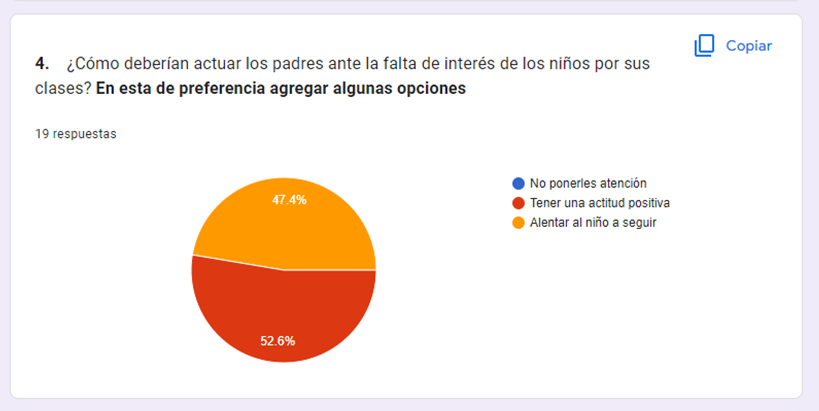 Copiar
4. ¿Cómo deberían actuar los padres ante la falta de interés de los niños por sus
clases? En esta de preferencia agregar algunas opciones
19 respuestas
47.4%
52.6%
No ponerles atención
Tener una actitud positiva
Alentar al niño a seguir